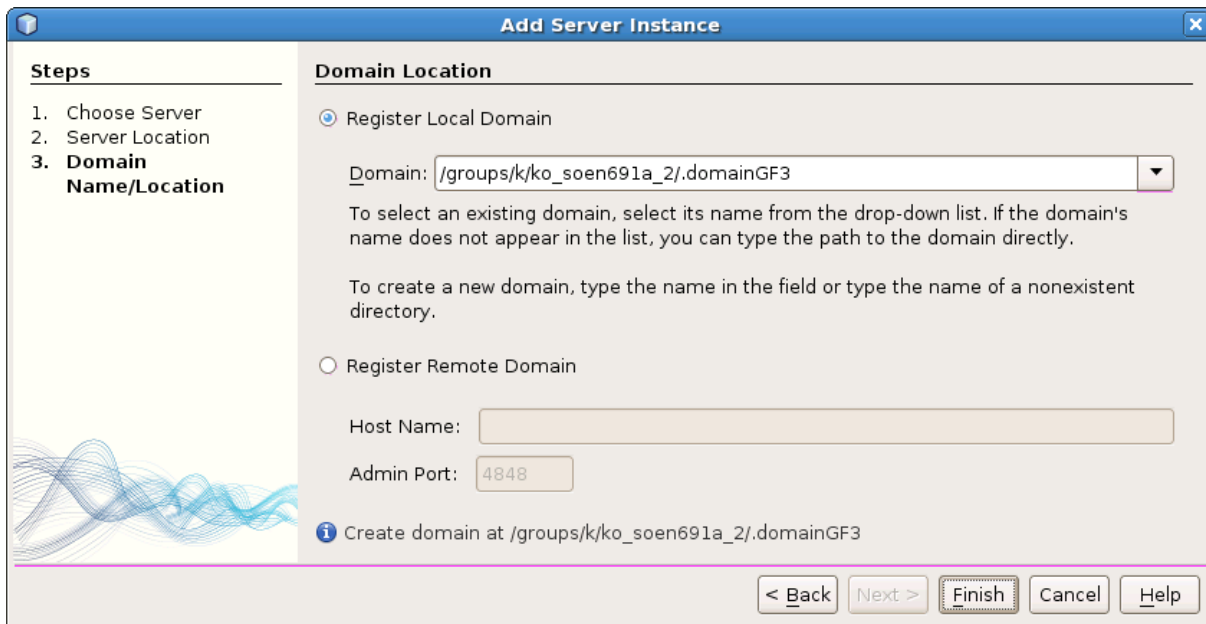 Add Server Instance
Steps
1. Choose Server
2. Server Location
3. Domain
Name/Location
Domain Location
Register Local Domain
Domain: /groups/k/ko_soen691a_2/.domainGF3
To select an existing domain, select its name from the drop-down list. If the domain's
name does not appear in the list, you can type the path to the domain directly.
To create a new domain, type the name in the field or type the name of a nonexistent
directory.
Register Remote Domain
Host Name:
Admin Port: 4848
Create domain at /groups/k/ko_soen691a_2/.domainGF3
< Back Next > Finish Cancel Help